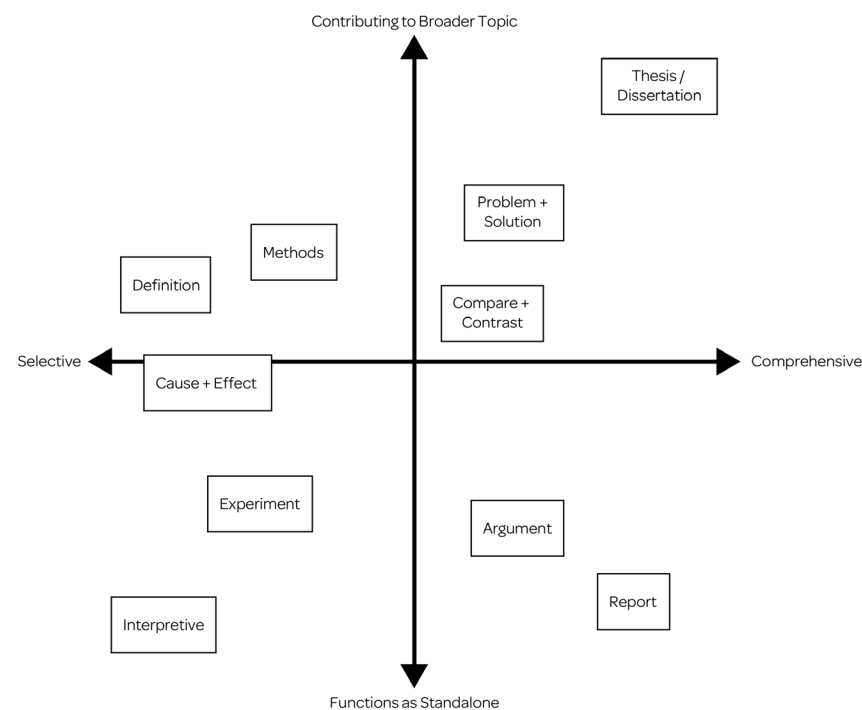 Contributing to Broader Topic
Thesis /
Dissertation
Problem +
Solution
Methods
Definition
Compare +
Contrast
Selective
Comprehensive
Cause + Effect
Experiment
Argument
Report
Interpretive
Functions as Standalone